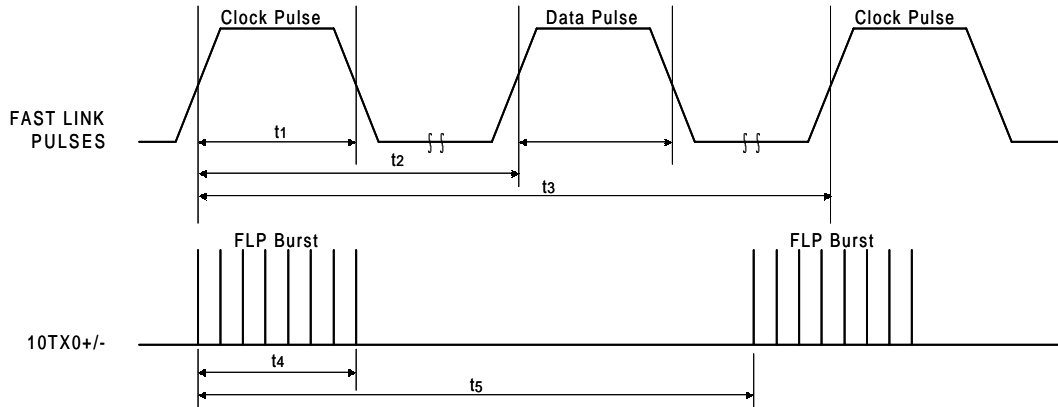 Clock Pulse Data Pulse Clock Pulse
FAST LINK
PULSES
t1
t2
t3
FLP Burst FLP Burst
10TX0+/-
t4
t5